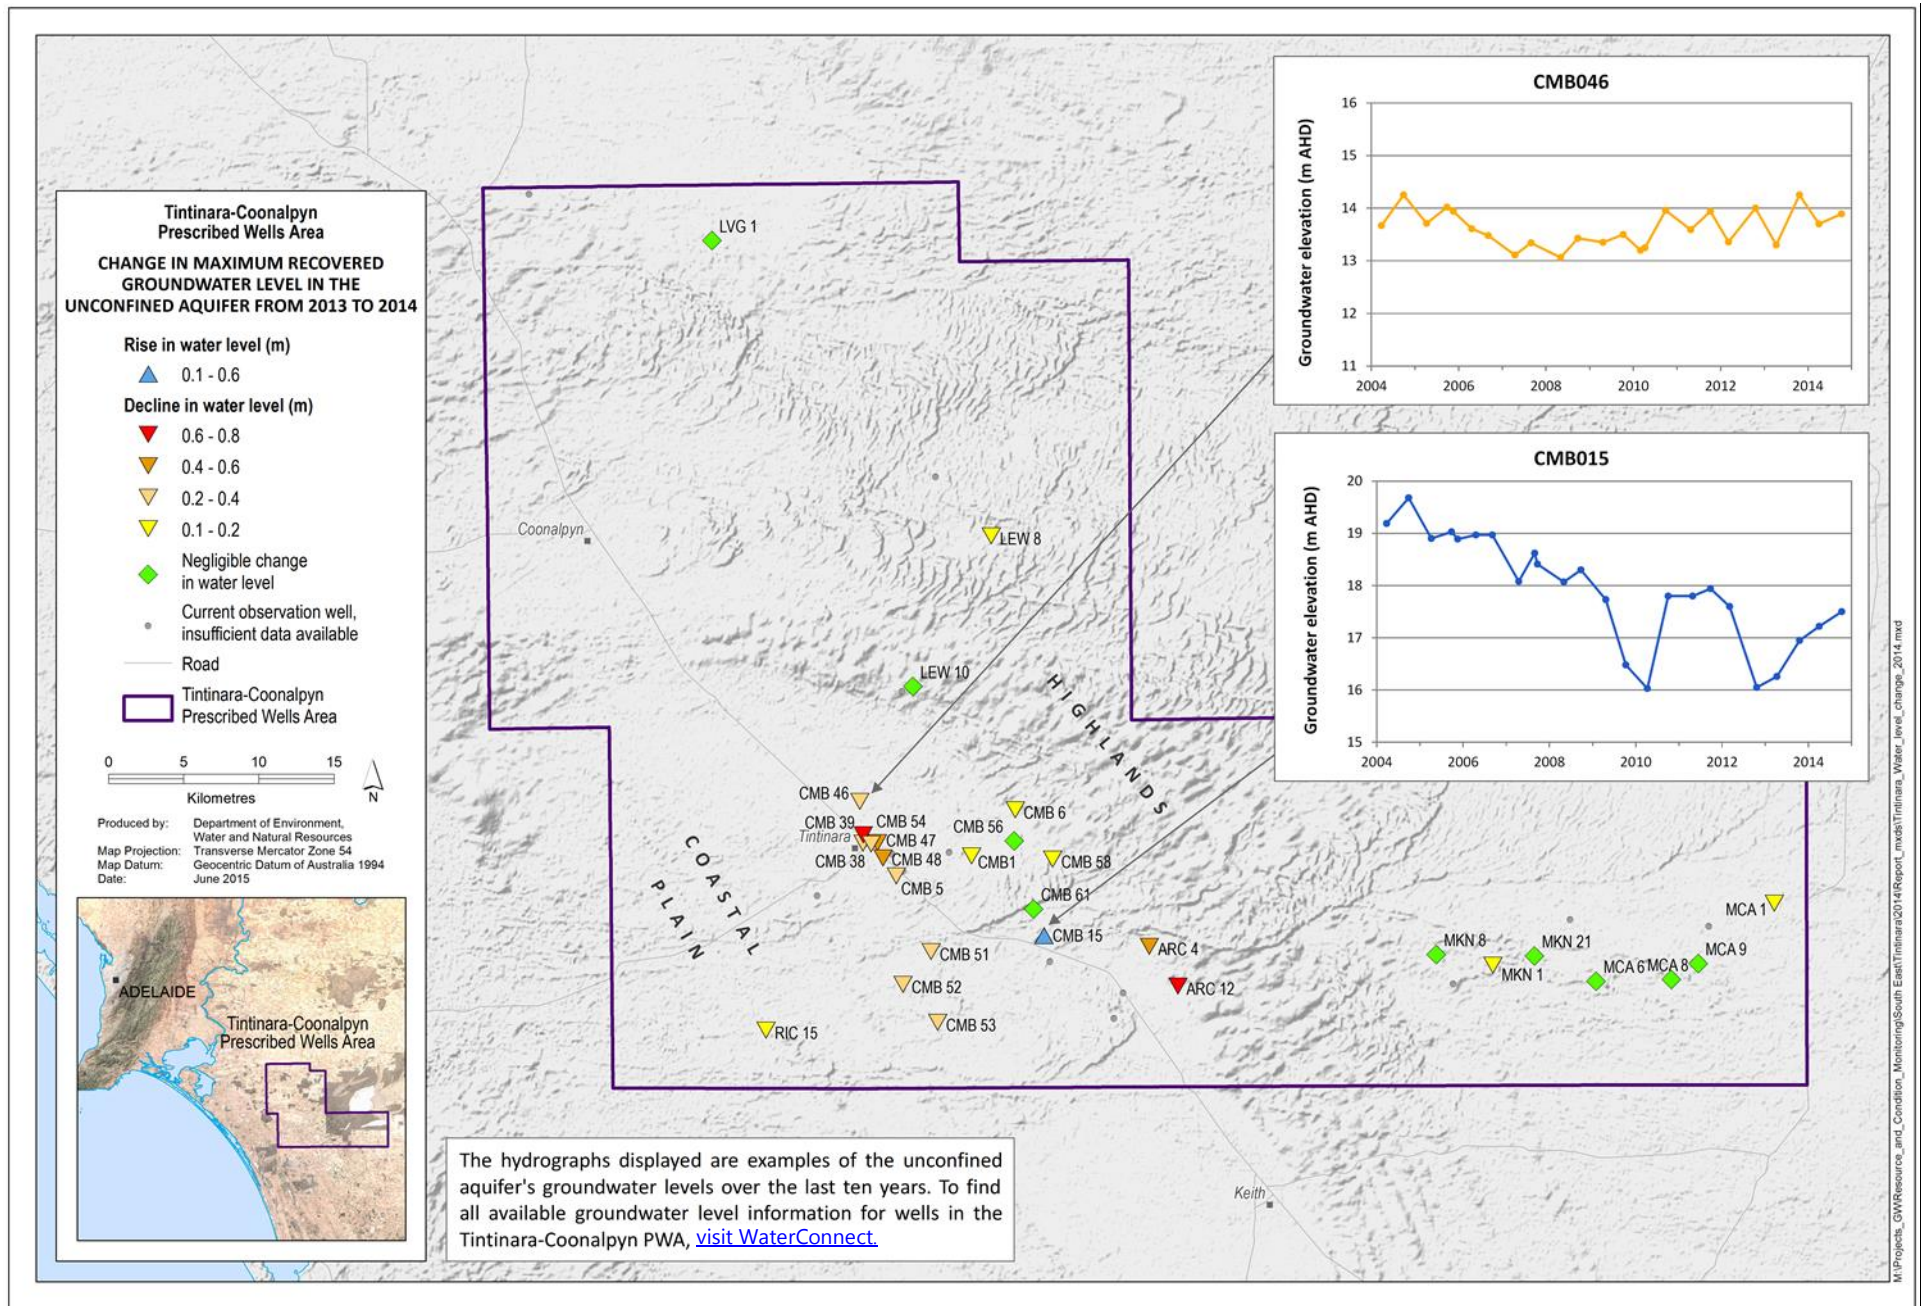 Tintinara-Coonalpyn
Prescribed Wells Area
CHANGE IN MAXIMUM RECOVERED
GROUNDWATER LEVEL IN THE
UNCONFINED AQUIFER FROM 2013 TO 2014
Rise in water level (m)
0.1 - 0.6
Decline in water level (m)
0.6 - 0.8
0.4 - 0.6
0.2 - 0.4
0.1 - 0.2
Negligible change
in water level
Current observation well,
insufficient data available
Road
Tintinara-Coonalpyn
Prescribed Wells Area
0 5 10 15
Kilometres
N
Produced by: Department of Environment,
Water and Natural Resources
Map Projection: Transverse Mercator Zone 54
Map Datum: Geocentric Datum of Australia 1994
Date: June 2015
ADELAIDE
Tintinara-Coonalpyn
Prescribed Wells Area
LVG 1
Coonalpyn
LEW 8
LEW 10
HIGHLANDS
COASTAL
PLAIN
CMB 46
CMB 39
CMB 54
Tintinara
CMB 47
CMB 38
CMB 48
CMB 5
CMB 6
CMB 56
CMB1
CMB 58
CMB 61
CMB 15
CMB 51
CMB 52
CMB 53
RIC 15
ARC 4
ARC 12
MKN 8
MKN 1
MKN 21
MCA 6
MCA 8
MCA 9
MCA 1
Keith
CMB046
Groundwater elevation (m AHD)
16
15
14
13
12
11
2004 2006 2008 2010 2012 2014
CMB015
Groundwater elevation (m AHD)
20
19
18
17
16
15
2004 2006 2008 2010 2012 2014
The hydrographs displayed are examples of the unconfined
aquifer's groundwater levels over the last ten years. To find
all available groundwater level information for wells in the
Tintinara-Coonalpyn PWA, visit WaterConnect.
M:\Projects_GW\Resource_and_Condition_Monitoring\South East\Tintinara\2014\Report_mxds\Tintinara_Water_level_change_2014.mxd